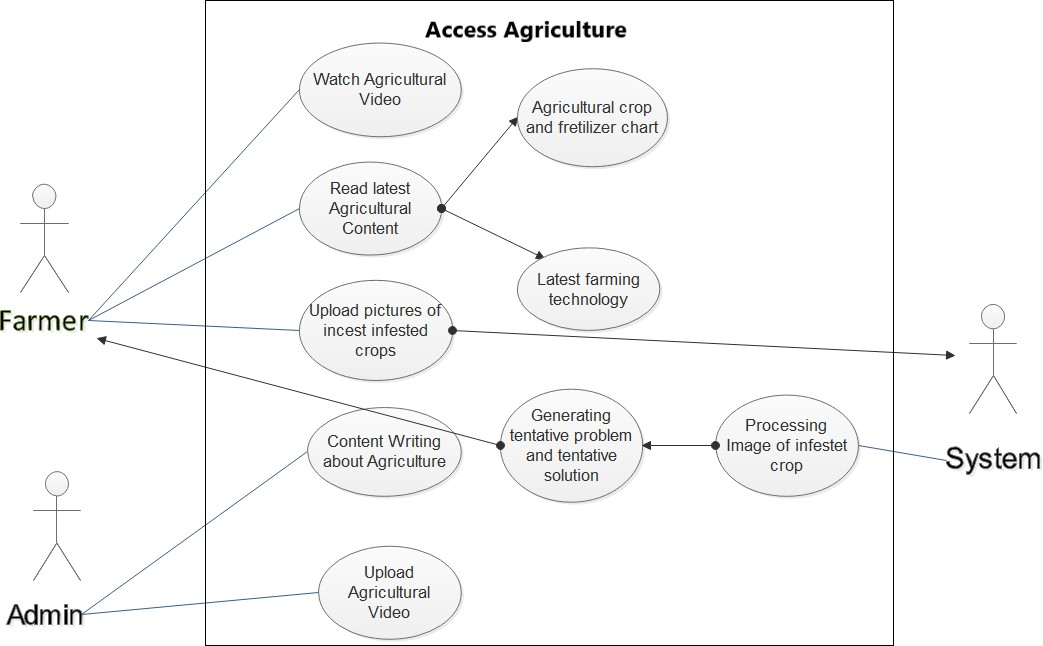 Access Agriculture
Watch Agricultural
Video
Agricultural crop
and fretilizer chart
Read latest
Agricultural
Content
Latest farming
technology
Farmer
Upload pictures of
incest infested
crops
Content Writing
about Agriculture
Generating
tentative problem
and tentative
solution
Processing
Image of infestet
crop
System
Upload
Agricultural
Video
Admin